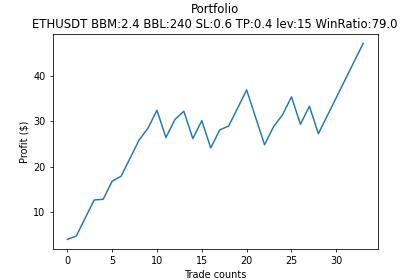 Portfolio
ETHUSDT BBM:2.4 BBL:240 SL:0.6 TP:0.4 lev:15 WinRatio:79.0
40
30
20
10
Profit ($)
0 5 10 15 20 25 30
Trade counts